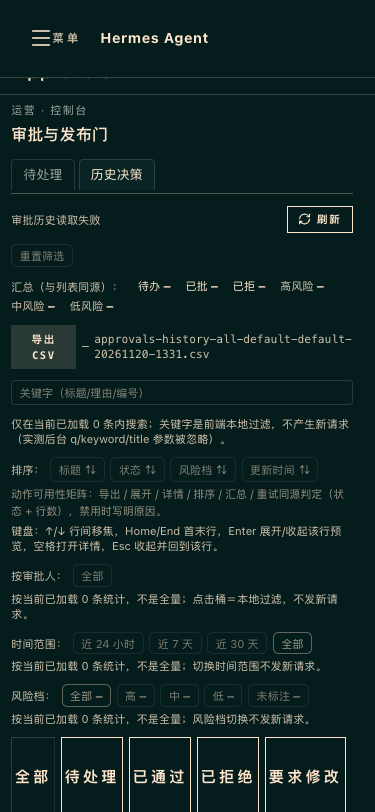 菜单 Hermes Agent
运营 · 控制台
审批与发布门
待处理 历史决策
审批历史读取失败 刷新
重置筛选
汇总（与列表同源）： 待办 — 已批 — 已拒 — 高风险 —
中风险 — 低风险 —
导出
CSV
— approvals-history-all-default-default-
20261120-1331.csv
关键字（标题/理由/编号）
仅在当前已加载 0 条内搜索；关键字是前端本地过滤，不产生新请求
（实测后台 q/keyword/title 参数被忽略）。
排序： 标题 ⇅ 状态 ⇅ 风险档 ⇅ 更新时间 ⇅
动作可用性矩阵：导出 / 展开 / 详情 / 排序 / 汇总 / 重试同源判定（状
态 + 行数），禁用时写明原因。
键盘：↑/↓ 行间移焦，Home/End 首末行，Enter 展开/收起该行预
览，空格打开详情，Esc 收起并回到该行。
按审批人： 全部
按当前已加载 0 条统计，不是全量；点击桶＝本地过滤，不发新请
求。
时间范围： 近 24 小时 近 7 天 近 30 天 全部
按当前已加载 0 条统计，不是全量；切换时间范围不发新请求。
风险档： 全部 — 高 — 中 — 低 — 未标注 —
按当前已加载 0 条统计，不是全量；风险档切换不发新请求。
全部 待处理 已通过 已拒绝 要求修改